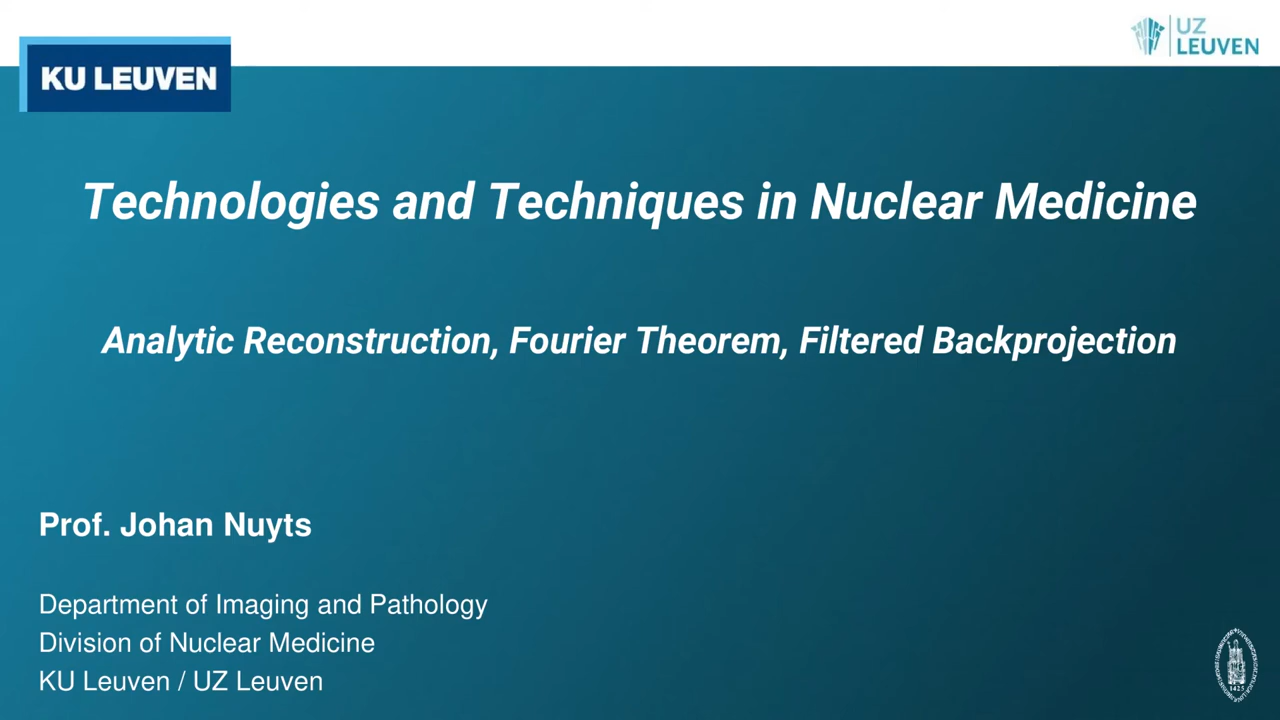 UZ
LEUVEN
KU LEUVEN
Technologies and Techniques in Nuclear Medicine
Analytic Reconstruction, Fourier Theorem, Filtered Backprojection
Prof. Johan Nuyts
Department of Imaging and Pathology
Division of Nuclear Medicine
KU Leuven / UZ Leuven
1425